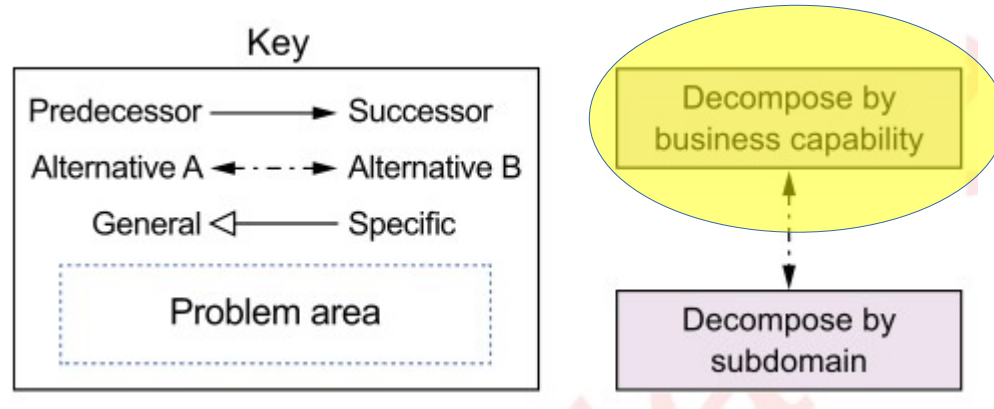 Key
Predecessor Successor
Alternative A Alternative B
General Specific
Problem area
Decompose by
business capability
Decompose by
subdomain